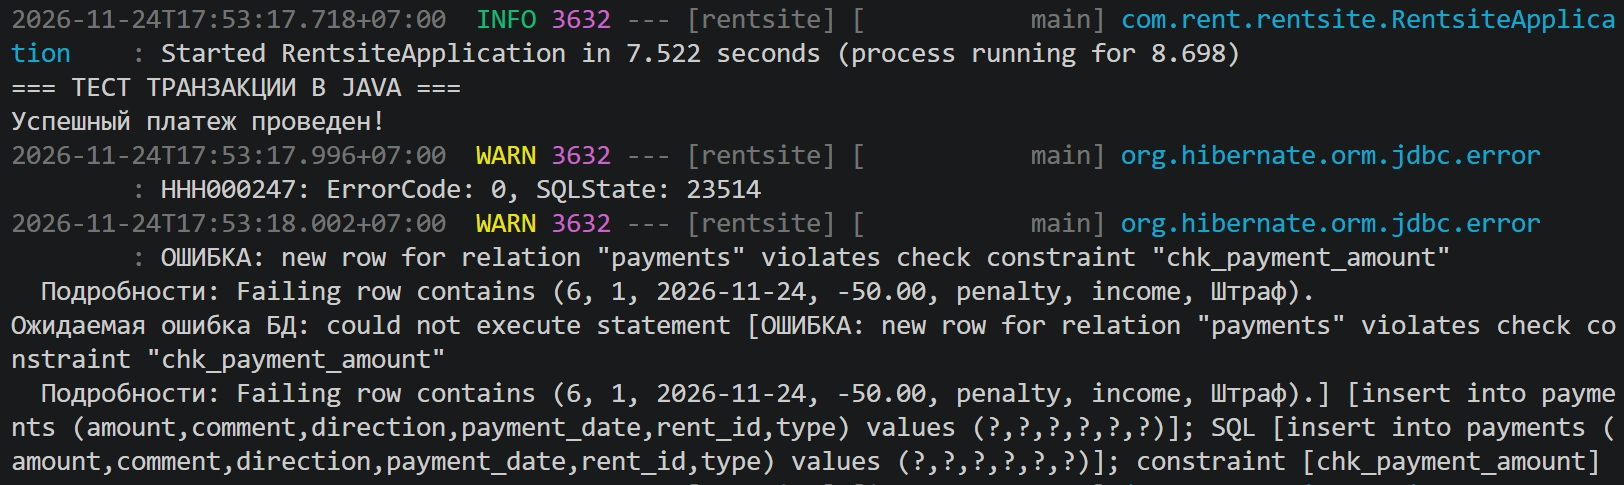 2026-11-24T17:53:17.718+07:00  INFO 3632 --- [rentsite] [           main] com.rent.rentsite.RentsiteApplica
tion    : Started RentsiteApplication in 7.522 seconds (process running for 8.698)
=== ТЕСТ ТРАНЗАКЦИИ В JAVA ===
Успешный платеж проведен!
2026-11-24T17:53:17.996+07:00  WARN 3632 --- [rentsite] [           main] org.hibernate.orm.jdbc.error
        : HHH000247: ErrorCode: 0, SQLState: 23514
2026-11-24T17:53:18.002+07:00  WARN 3632 --- [rentsite] [           main] org.hibernate.orm.jdbc.error
        : ОШИБКА: new row for relation "payments" violates check constraint "chk_payment_amount"
  Подробности: Failing row contains (6, 1, 2026-11-24, -50.00, penalty, income, Штраф).
Ожидаемая ошибка БД: could not execute statement [ОШИБКА: new row for relation "payments" violates check co
nstraint "chk_payment_amount"
  Подробности: Failing row contains (6, 1, 2026-11-24, -50.00, penalty, income, Штраф).] [insert into payme
nts (amount,comment,direction,payment_date,rent_id,type) values (?,?,?,?,?,?)]; SQL [insert into payments (
amount,comment,direction,payment_date,rent_id,type) values (?,?,?,?,?,?)]; constraint [chk_payment_amount]